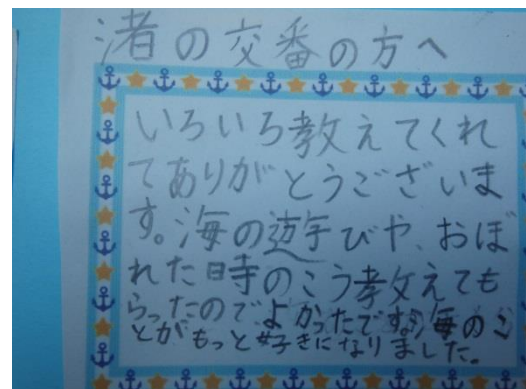 渚の交番の方へ
いろいろ教えてくれ
てありがとうございま
す。海の遊びや、おぼ
れた時のこう教えても
らったのでよかったです。海のこ
とがもっと好きになりました。